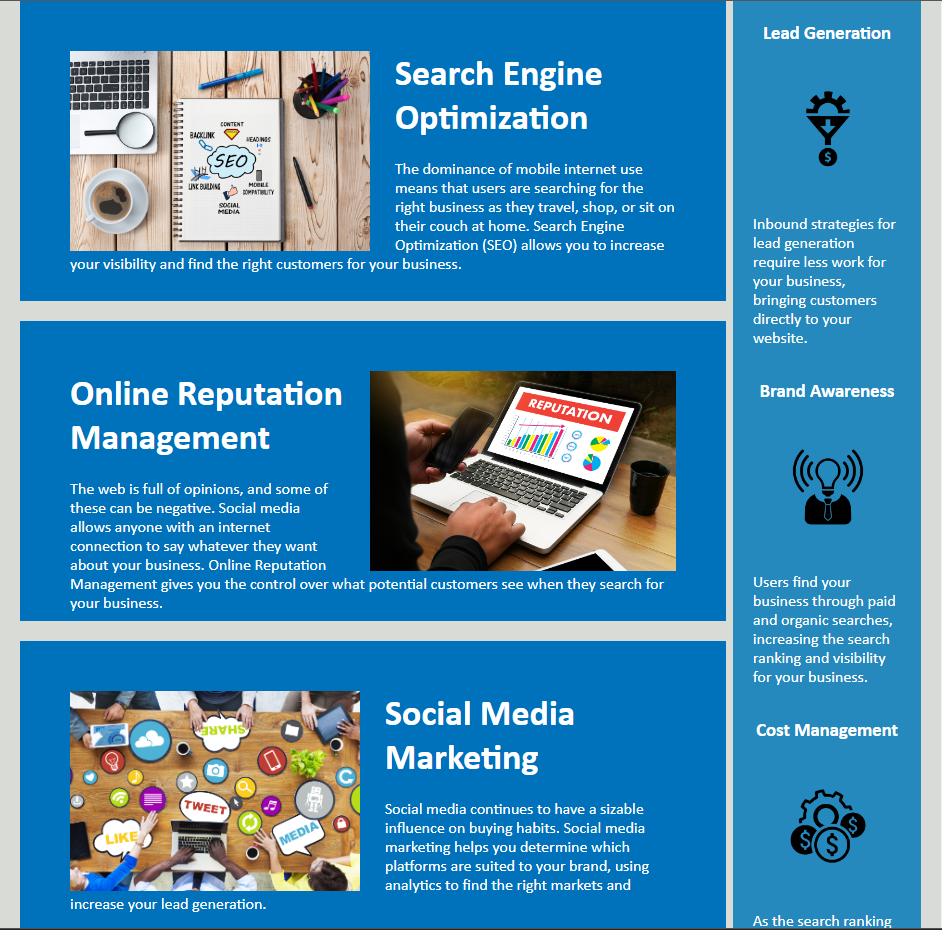 Search Engine
Optimization
CONTENT
BACKLINK
HEADINGS
SEO
LINK BUILDING
MOBILE
COMPATIBILITY
SOCIAL
MEDIA
The dominance of mobile internet use
means that users are searching for the
right business as they travel, shop, or sit on
their couch at home. Search Engine
Optimization (SEO) allows you to increase
your visibility and find the right customers for your business.
Online Reputation
Management
REPUTATION
The web is full of opinions, and some of
these can be negative. Social media
allows anyone with an internet
connection to say whatever they want
about your business. Online Reputation
Management gives you the control over what potential customers see when they search for
your business.
Social Media
Marketing
SHARE
TWEET
LIKE
MEDIA
Social media continues to have a sizable
influence on buying habits. Social media
marketing helps you determine which
platforms are suited to your brand, using
analytics to find the right markets and
increase your lead generation.
Lead Generation
$
Inbound strategies for
lead generation
require less work for
your business,
bringing customers
directly to your
website.
Brand Awareness
Users find your
business through paid
and organic searches,
increasing the search
ranking and visibility
for your business.
Cost Management
$ $ $
As the search ranking